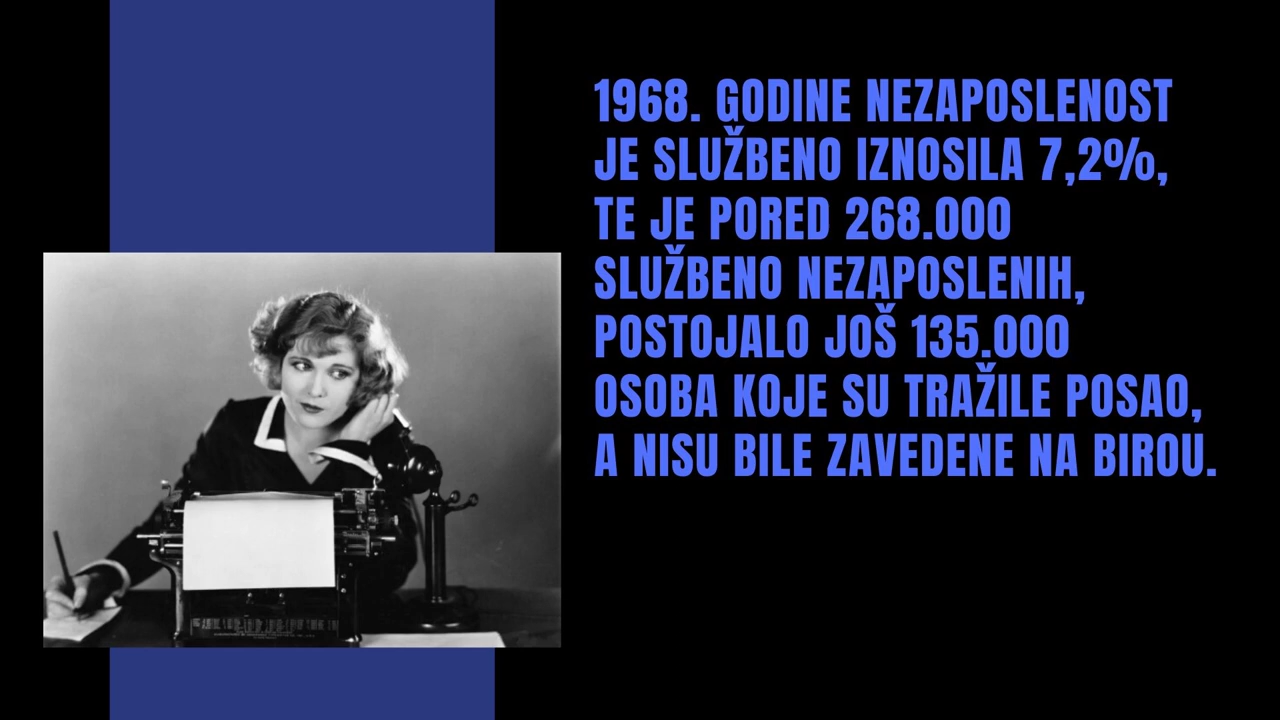 1968. GODINE NEZAPOSLENOST
JE SLUŽBENO IZNOSILA 7,2%,
TE JE PORED 268.000
SLUŽBENO NEZAPOSLENIH,
POSTOJALO JOŠ 135.000
OSOBA KOJE SU TRAŽILE POSAO,
A NISU BILE ZAVEDENE NA BIROU.